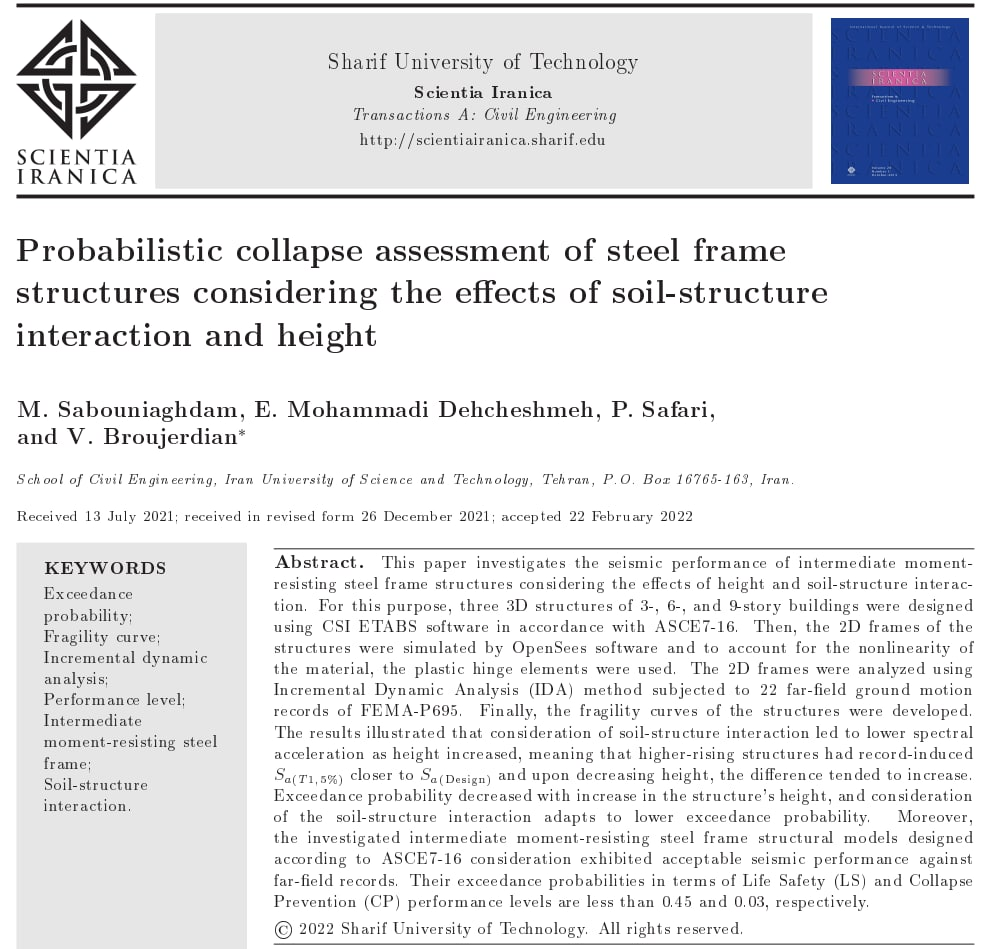 SCIENTIA
IRANICA
Sharif University of Technology
Scientia Iranica
Transactions A: Civil Engineering
http://scientiairanica.sharif.edu
International Journal of Science & Technology
SCIENTIA
IRANICA
Transactions A
Civil Engineering
Probabilistic collapse assessment of steel frame
structures considering the effects of soil-structure
interaction and height
M. Sabouniaghdam, E. Mohammadi Dehcheshmeh, P. Safari,
and V. Broujerdian*
School of Civil Engineering, Iran University of Science and Technology, Tehran, P.O. Box 16765-163, Iran.
Received 13 July 2021; received in revised form 26 December 2021; accepted 22 February 2022
KEYWORDS
Exceedance
probability;
Fragility curve;
Incremental dynamic
analysis;
Performance level;
Intermediate
moment-resisting steel
frame;
Soil-structure
interaction.
Abstract. This paper investigates the seismic performance of intermediate moment-
resisting steel frame structures considering the effects of height and soil-structure interac-
tion. For this purpose, three 3D structures of 3-, 6-, and 9-story buildings were designed
using CSI ETABS software in accordance with ASCE7-16. Then, the 2D frames of the
structures were simulated by OpenSees software and to account for the nonlinearity of
the material, the plastic hinge elements were used. The 2D frames were analyzed using
Incremental Dynamic Analysis (IDA) method subjected to 22 far-field ground motion
records of FEMA-P695. Finally, the fragility curves of the structures were developed.
The results illustrated that consideration of soil-structure interaction led to lower spectral
acceleration as height increased, meaning that higher-rising structures had record-induced
Sa(T1,5%) closer to Sa(Design) and upon decreasing height, the difference tended to increase.
Exceedance probability decreased with increase in the structure's height, and consideration
of the soil-structure interaction adapts to lower exceedance probability. Moreover,
the investigated intermediate moment-resisting steel frame structural models designed
according to ASCE7-16 consideration exhibited acceptable seismic performance against
far-field records. Their exceedance probabilities in terms of Life Safety (LS) and Collapse
Prevention (CP) performance levels are less than 0.45 and 0.03, respectively.
© 2022 Sharif University of Technology. All rights reserved.